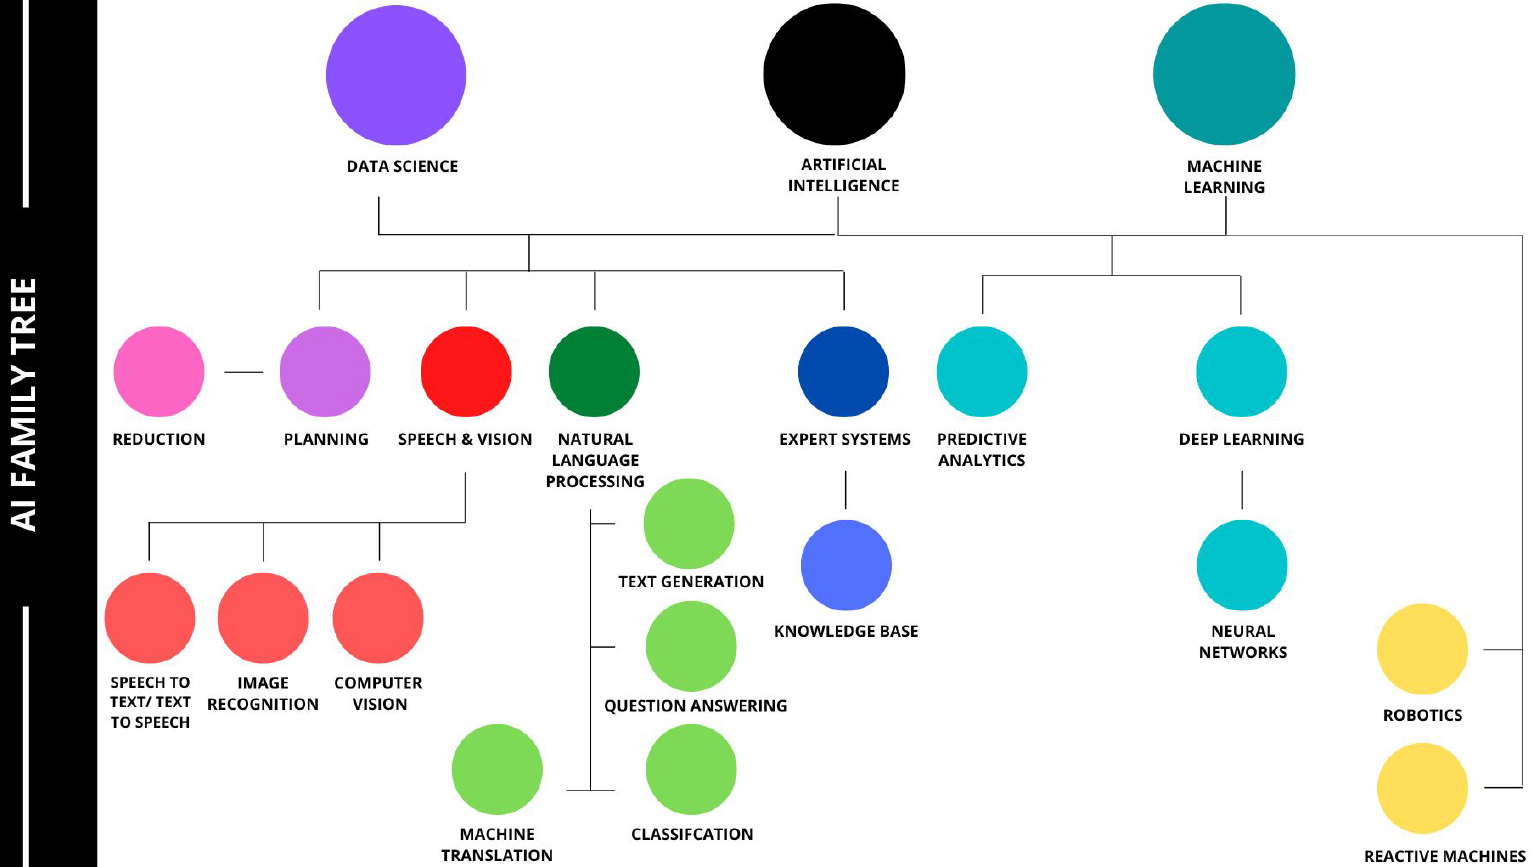 AI FAMILY TREE
DATA SCIENCE
ARTIFICIAL
INTELLIGENCE
MACHINE
LEARNING
REDUCTION
PLANNING
SPEECH & VISION
NATURAL
LANGUAGE
PROCESSING
EXPERT SYSTEMS
PREDICTIVE
ANALYTICS
DEEP LEARNING
TEXT GENERATION
KNOWLEDGE BASE
NEURAL
NETWORKS
SPEECH TO
TEXT/ TEXT
TO SPEECH
IMAGE
RECOGNITION
COMPUTER
VISION
QUESTION ANSWERING
ROBOTICS
MACHINE
TRANSLATION
CLASSIFCATION
REACTIVE MACHINES